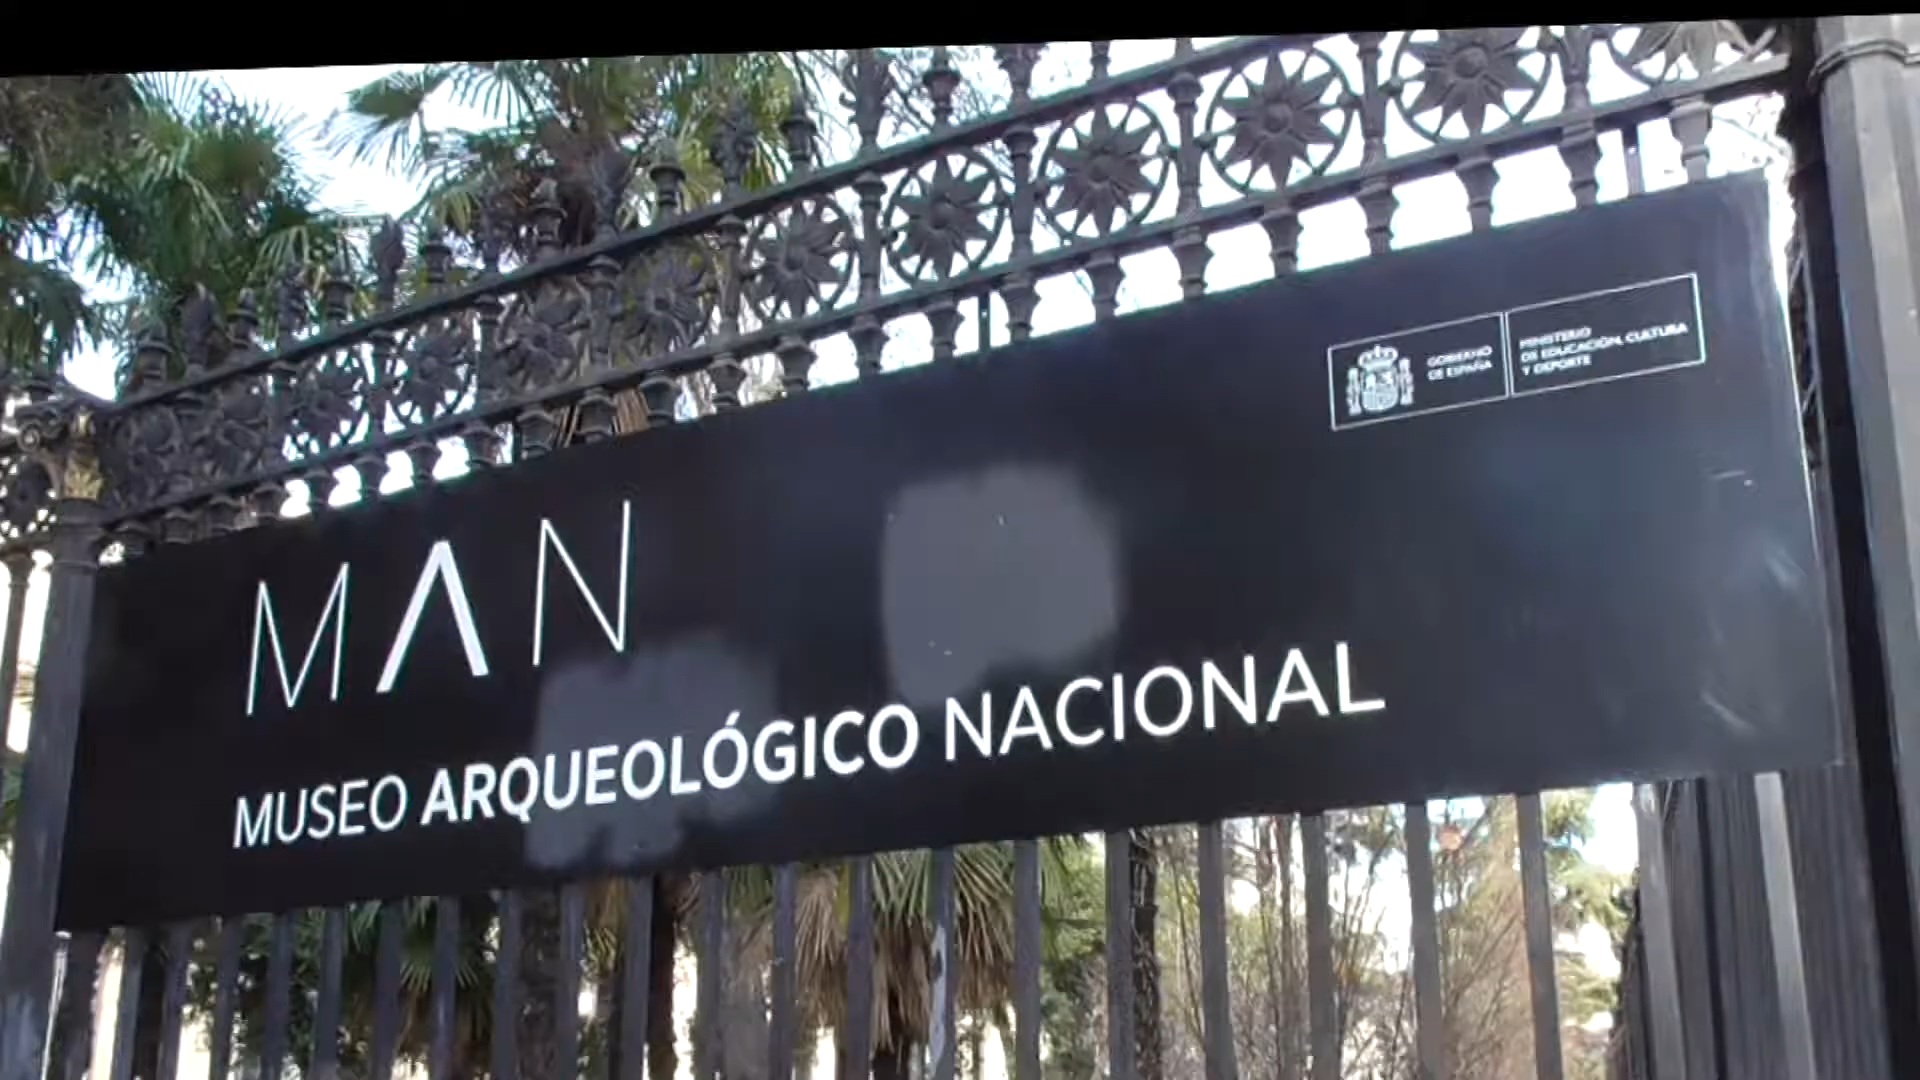 GOBIERNO
DE ESPAÑA
MINISTERIO
DE EDUCACIÓN, CULTURA
Y DEPORTE
MAN
MUSEO ARQUEOLÓGICO NACIONAL